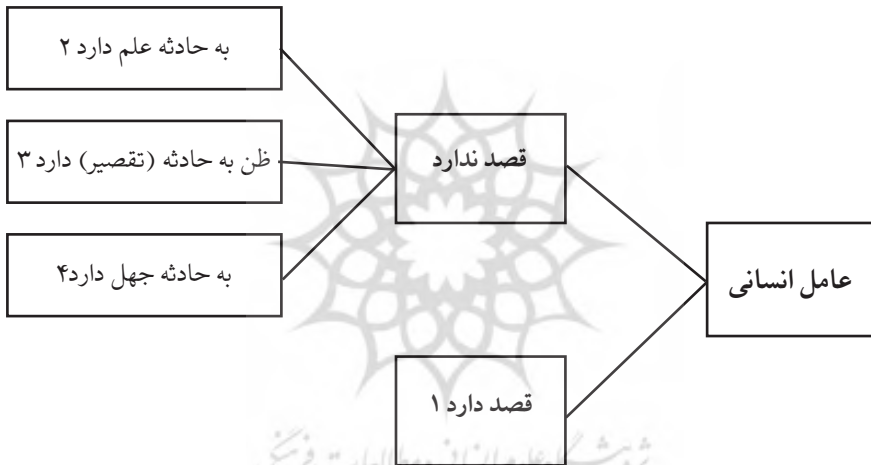 عامل انسانی
قصد ندارد
به حادثه علم دارد ۲
ظن به حادثه (تقصیر) دارد ۳
به حادثه جهل دارد۴
قصد دارد ۱